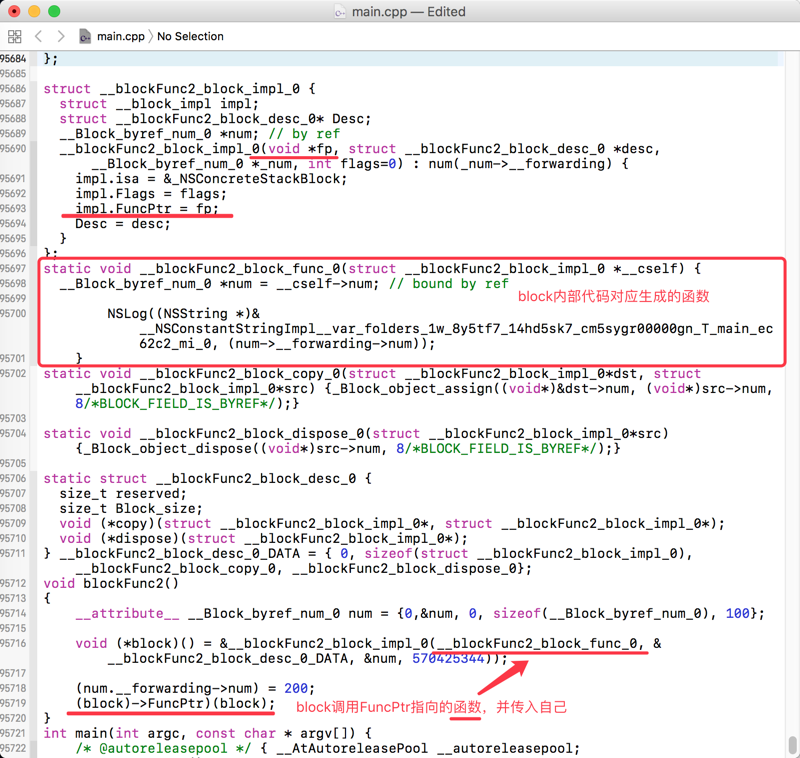 main.cpp — Edited
main.cpp 〉 No Selection
95684 };
95685
95686 struct __blockFunc2_block_impl_0 {
95687   struct __block_impl impl;
95688   struct __blockFunc2_block_desc_0* Desc;
95689   __Block_byref_num_0 *num; // by ref
95690   __blockFunc2_block_impl_0(void *fp, struct __blockFunc2_block_desc_0 *desc,
__Block_byref_num_0 *_num, int flags=0) : num(_num->__forwarding) {
95691     impl.isa = &_NSConcreteStackBlock;
95692     impl.Flags = flags;
95693     impl.FuncPtr = fp;
95694     Desc = desc;
95695   }
95696 };
95697 static void __blockFunc2_block_func_0(struct __blockFunc2_block_impl_0 *__cself) {
95698   __Block_byref_num_0 *num = __cself->num; // bound by ref
95699
block内部代码对应生成的函数
95700         NSLog((NSString *)&
__NSConstantStringImpl__var_folders_1w_8y5tf7_14hd5sk7_cm5sygr00000gn_T_main_ec
62c2_mi_0, (num->__forwarding->num));
95701     }
95702 static void __blockFunc2_block_copy_0(struct __blockFunc2_block_impl_0*dst, struct
__blockFunc2_block_impl_0*src) {_Block_object_assign((void*)&dst->num, (void*)src->num,
8/*BLOCK_FIELD_IS_BYREF*/);}
95703
95704 static void __blockFunc2_block_dispose_0(struct __blockFunc2_block_impl_0*src)
{_Block_object_dispose((void*)src->num, 8/*BLOCK_FIELD_IS_BYREF*/);}
95705
95706 static struct __blockFunc2_block_desc_0 {
95707   size_t reserved;
95708   size_t Block_size;
95709   void (*copy)(struct __blockFunc2_block_impl_0*, struct __blockFunc2_block_impl_0*);
95710   void (*dispose)(struct __blockFunc2_block_impl_0*);
95711 } __blockFunc2_block_desc_0_DATA = { 0, sizeof(struct __blockFunc2_block_impl_0),
__blockFunc2_block_copy_0, __blockFunc2_block_dispose_0};
95712 void blockFunc2()
95713 {
95714     __attribute__ __Block_byref_num_0 num = {0,&num, 0, sizeof(__Block_byref_num_0), 100};
95715
95716     void (*block)() = &__blockFunc2_block_impl_0(__blockFunc2_block_func_0, &
__blockFunc2_block_desc_0_DATA, &num, 570425344));
95717
95718     (num.__forwarding->num) = 200;
95719     (block)->FuncPtr)(block);
block调用FuncPtr指向的函数，并传入自己
95720 }
95721 int main(int argc, const char * argv[]) {
95722     /* @autoreleasepool */ { __AtAutoreleasePool __autoreleasepool;